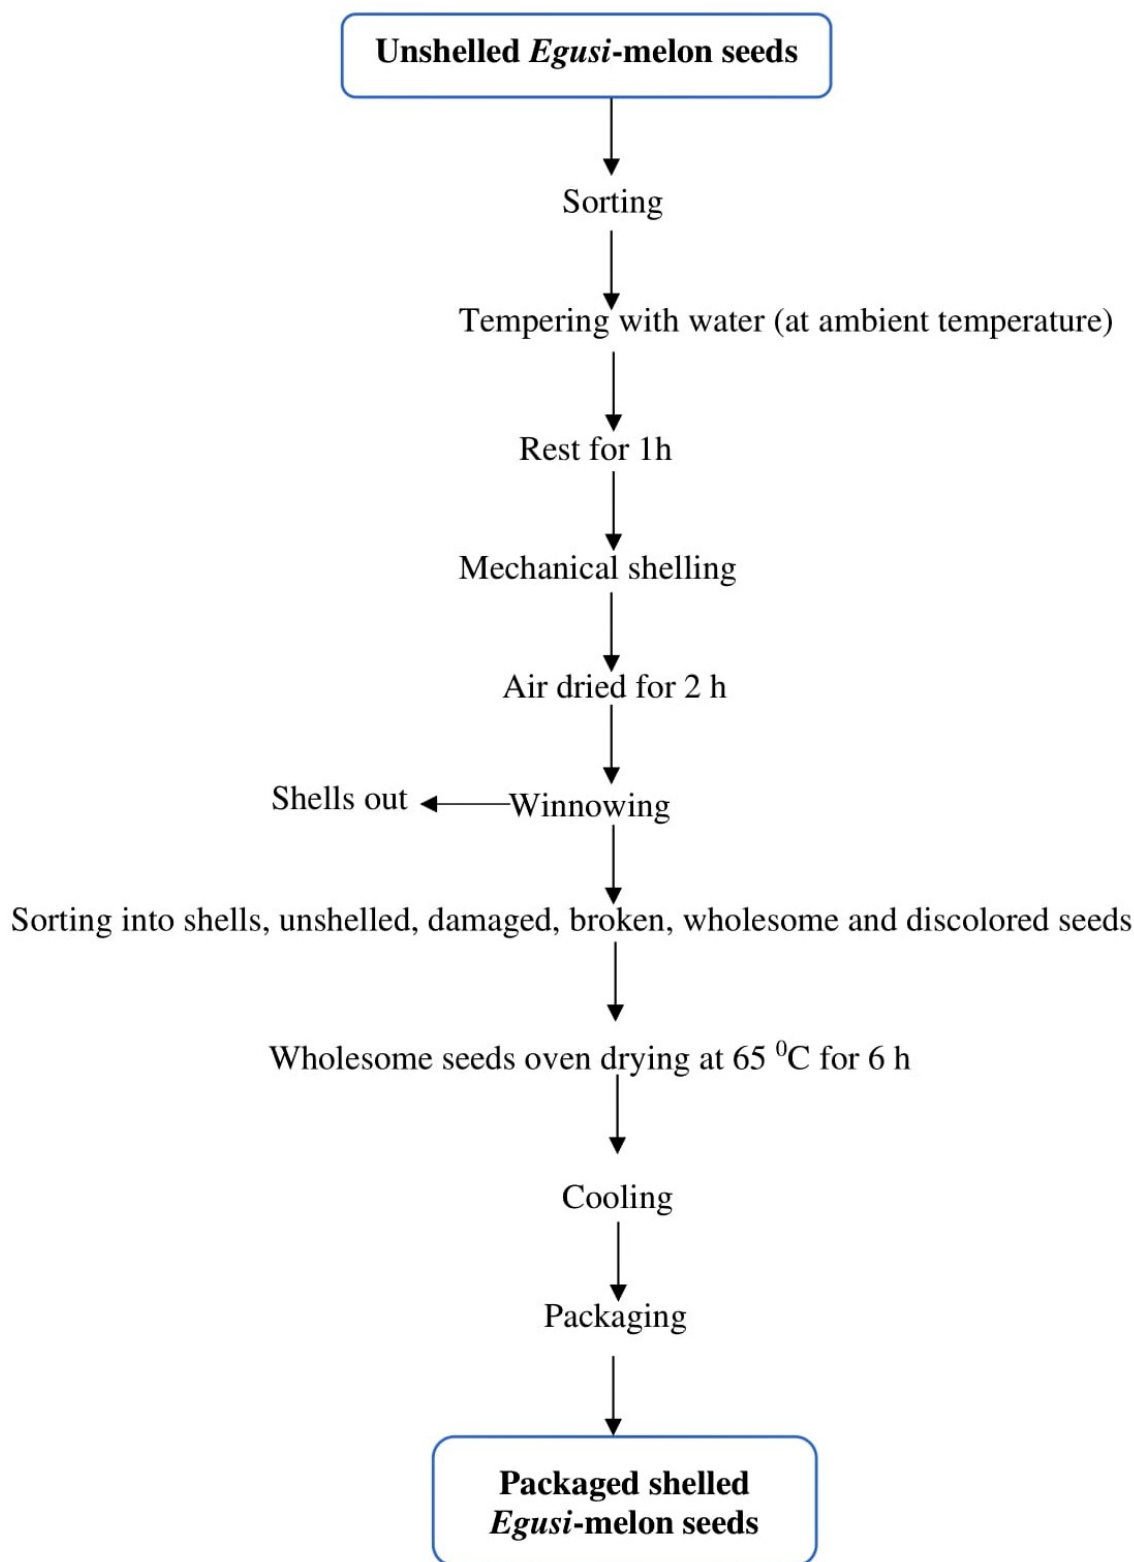 Unshelled Egusi-melon seeds
Sorting
Tempering with water (at ambient temperature)
Rest for 1h
Mechanical shelling
Air dried for 2 h
Shells out
Winnowing
Sorting into shells, unshelled, damaged, broken, wholesome and discolored seeds
Wholesome seeds oven drying at 65 ⁰C for 6 h
Cooling
Packaging
Packaged shelled
Egusi-melon seeds